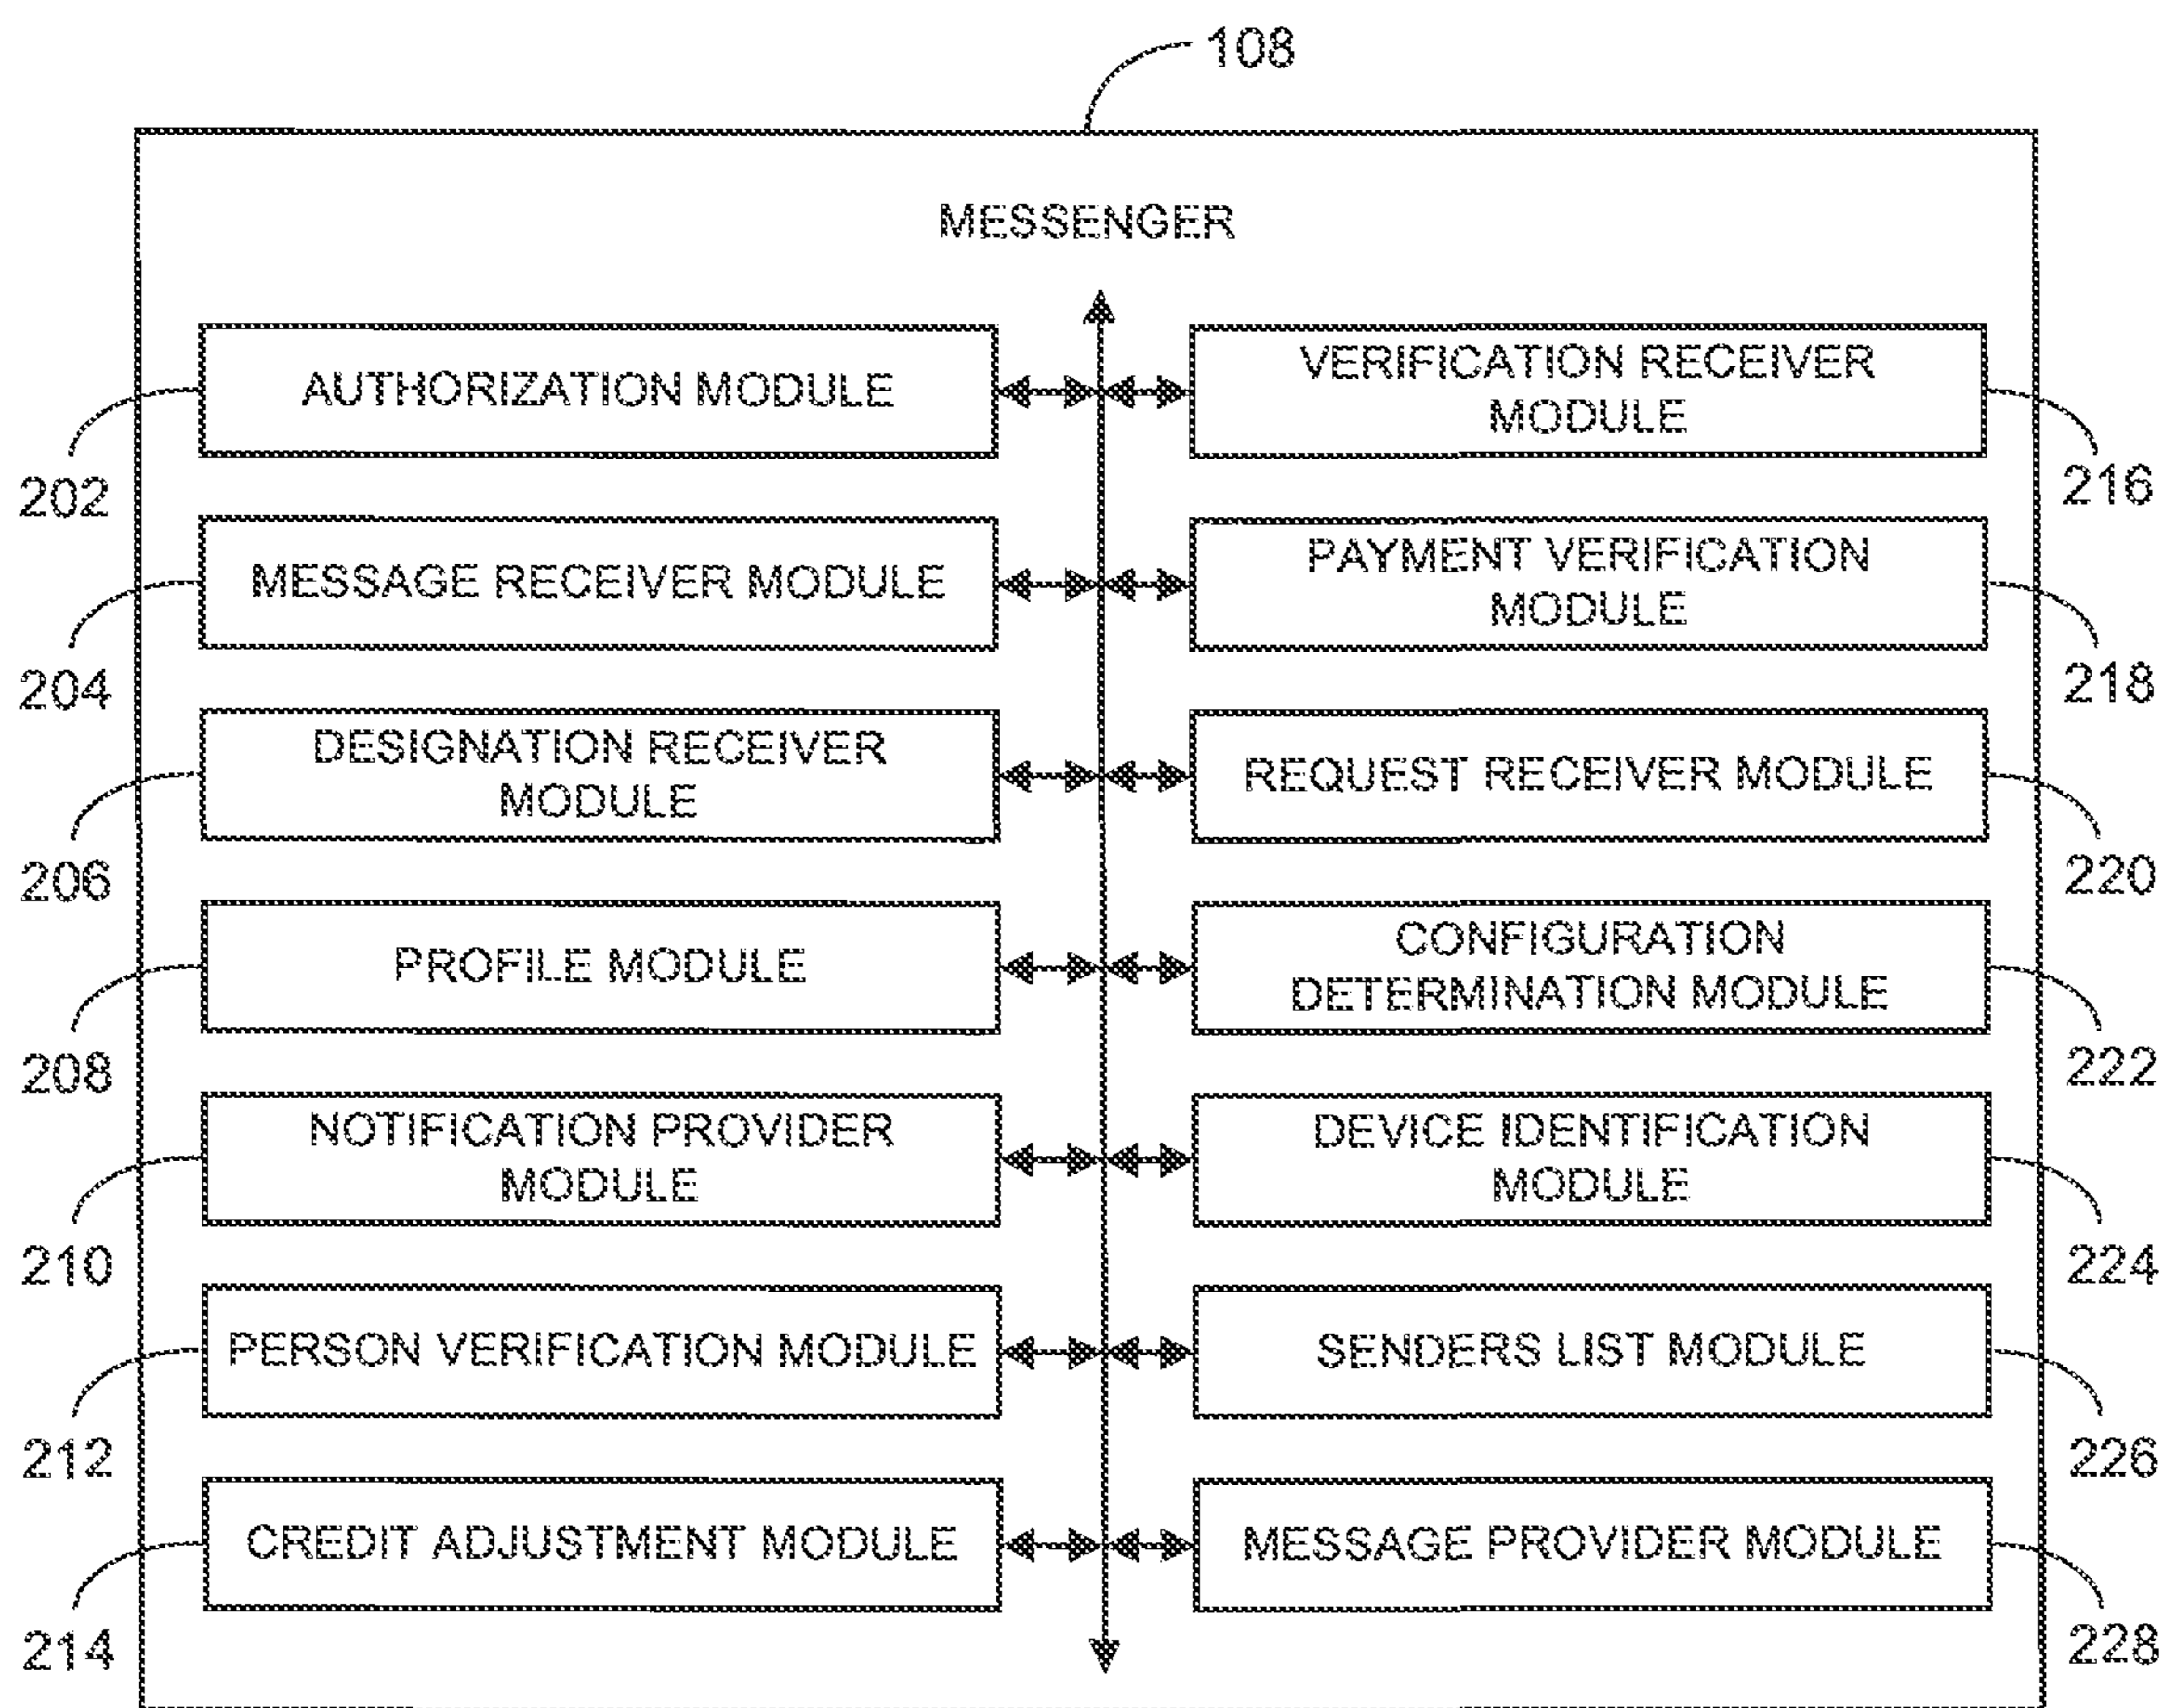 108
MESSENGER
AUTHORIZATION MODULE
202
MESSAGE RECEIVER MODULE
204
DESIGNATION RECEIVER
MODULE
206
PROFILE MODULE
208
NOTIFICATION PROVIDER
MODULE
210
PERSON VERIFICATION MODULE
212
CREDIT ADJUSTMENT MODULE
214
VERIFICATION RECEIVER
MODULE
216
PAYMENT VERIFICATION
MODULE
218
REQUEST RECEIVER MODULE
220
CONFIGURATION
DETERMINATION MODULE
222
DEVICE IDENTIFICATION
MODULE
224
SENDERS LIST MODULE
226
MESSAGE PROVIDER MODULE
228